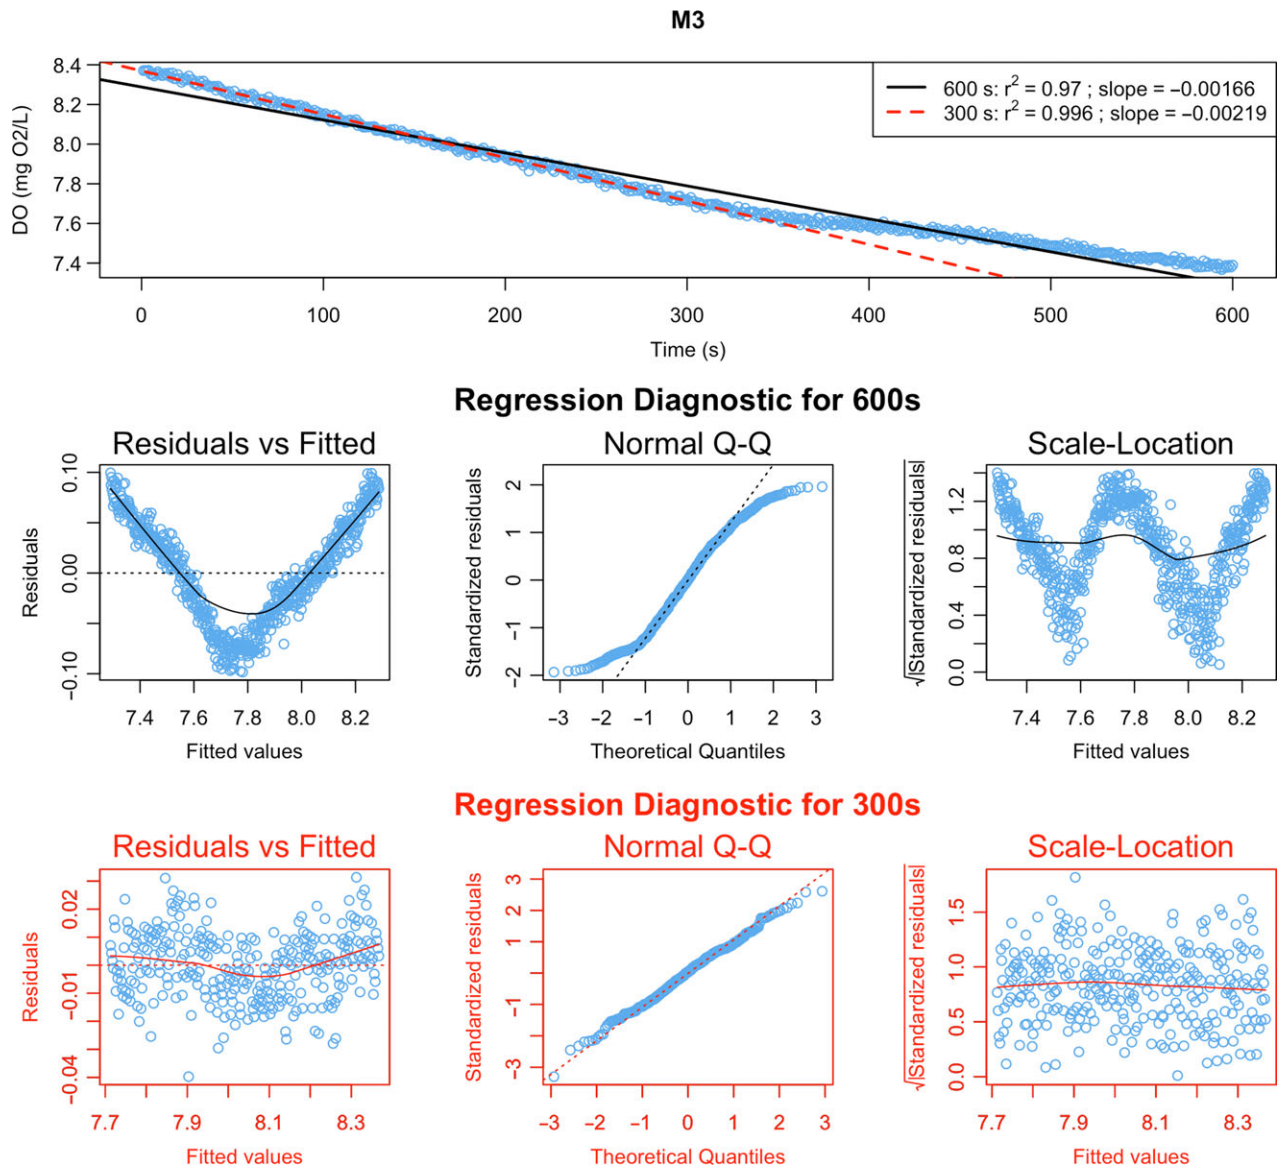 M3
DO (mg O2/L)
8.4
8.2
8.0
7.8
7.6
7.4
600 s: r² = 0.97 ; slope = −0.00166
300 s: r² = 0.996 ; slope = −0.00219
0 100 200 300 400 500 600
Time (s)
Regression Diagnostic for 600s
Residuals vs Fitted
Residuals
0.10
0.00
−0.10
7.4 7.6 7.8 8.0 8.2
Fitted values
Normal Q-Q
Standardized residuals
2
1
0
−1
−2
−3 −2 −1 0 1 2 3
Theoretical Quantiles
Scale-Location
√|Standardized residuals|
1.2
0.8
0.4
0.0
7.4 7.6 7.8 8.0 8.2
Fitted values
Regression Diagnostic for 300s
Residuals vs Fitted
Residuals
0.02
−0.01
−0.04
7.7 7.9 8.1 8.3
Fitted values
Normal Q-Q
Standardized residuals
3
2
1
−1
−3
−3 −2 −1 0 1 2 3
Theoretical Quantiles
Scale-Location
√|Standardized residuals|
1.5
1.0
0.5
0.0
7.7 7.9 8.1 8.3
Fitted values